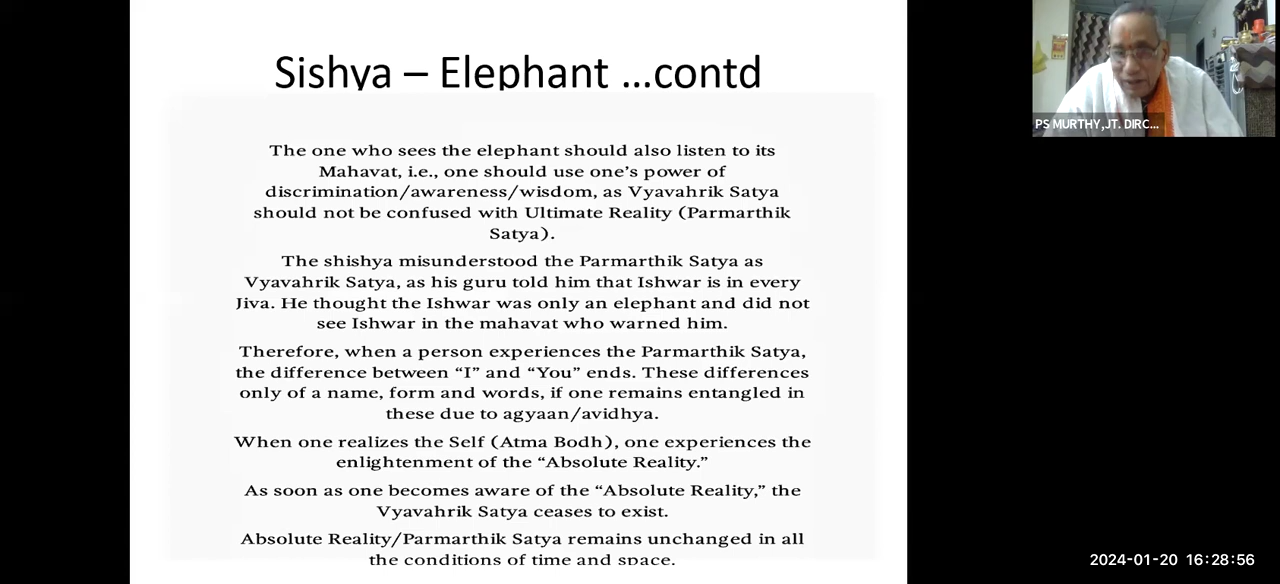 Sishya – Elephant ...contd
The one who sees the elephant should also listen to its
Mahavat, i.e., one should use one's power of
discrimination/awareness/wisdom, as Vyavahrik Satya
should not be confused with Ultimate Reality (Parmarthik
Satya).
The shishya misunderstood the Parmarthik Satya as
Vyavahrik Satya, as his guru told him that Ishwar is in every
Jiva. He thought the Ishwar was only an elephant and did not
see Ishwar in the mahavat who warned him.
Therefore, when a person experiences the Parmarthik Satya,
the difference between “I” and “You” ends. These differences
only of a name, form and words, if one remains entangled in
these due to agyaan/avidhya.
When one realizes the Self (Atma Bodh), one experiences the
enlightenment of the “Absolute Reality.”
As soon as one becomes aware of the “Absolute Reality,” the
Vyavahrik Satya ceases to exist.
Absolute Reality/Parmarthik Satya remains unchanged in all
the conditions of time and space.
PS MURTHY,JT. DIRC...
2024-01-20 16:28:56